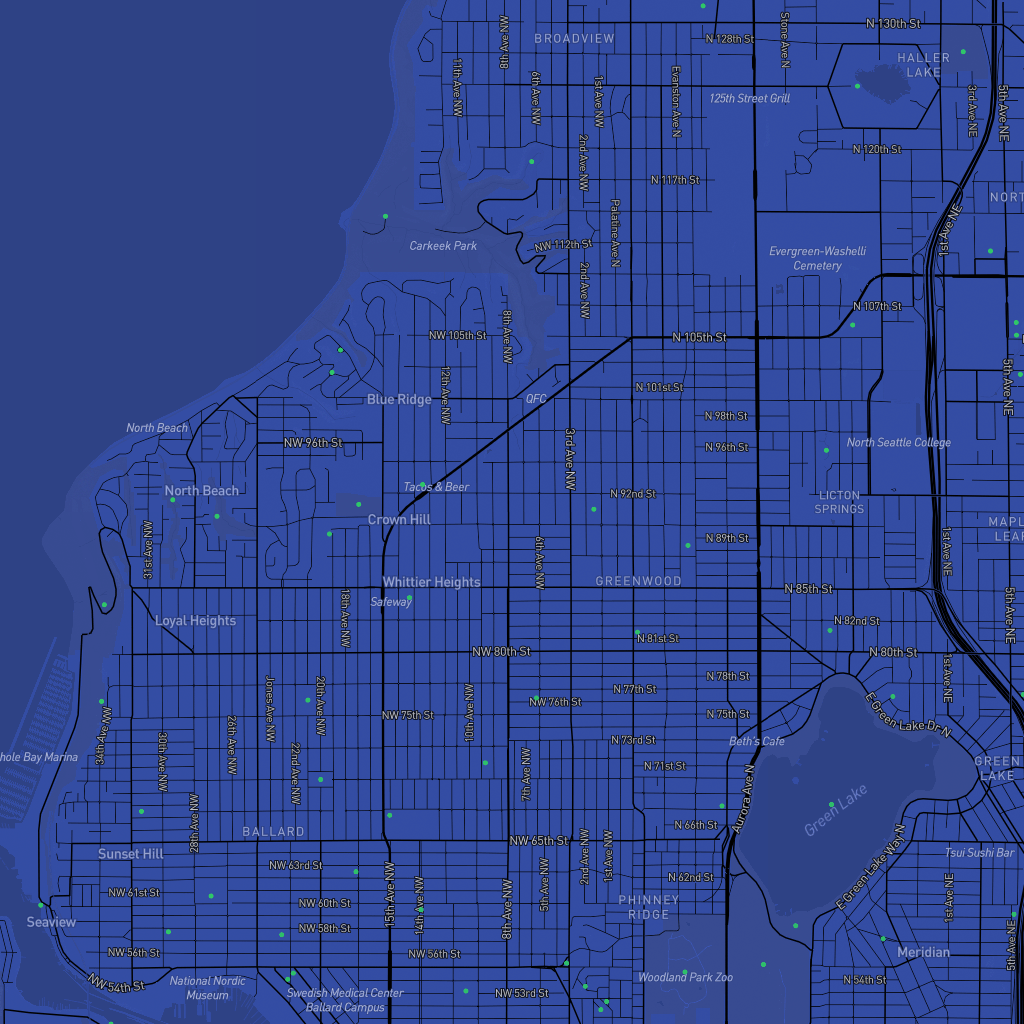 N 130th St
BROADVIEW
N 128th St
Stone Ave N
8th Ave NW
HALLER
LAKE
11th Ave NW
6th Ave NW
1st Ave NW
Evanston Ave N
125th Street Grill
3rd Ave NE
5th Ave NE
N 120th St
2nd Ave NW
N 117th St
NORT
Palatine Ave N
1st Ave NE
Carkeek Park
NW 112th St
Evergreen-Washelli
Cemetery
2nd Ave NW
N 107th St
NW 105th St
8th Ave NW
N 105th St
5th Ave NE
12th Ave NW
N 101st St
Blue Ridge
QFC
N 98th St
North Beach
NW 96th St
3rd Ave NW
N 96th St
North Seattle College
North Beach
Tacos & Beer
N 92nd St
LICTON
SPRINGS
Crown Hill
31st Ave NW
6th Ave NW
N 89th St
1st Ave NE
MAPL
LEAF
Whittier Heights
GREENWOOD
N 85th St
Safeway
18th Ave NW
5th Ave NE
Loyal Heights
N 82nd St
N 81st St
NW 80th St
N 80th St
1st Ave NE
N 78th St
N 77th St
Jones Ave NW
20th Ave NW
10th Ave NW
NW 76th St
34th Ave NW
26th Ave NW
NW 75th St
N 75th St
E Green Lake Dr N
30th Ave NW
22nd Ave NW
N 73rd St
Beth's Cafe
hole Bay Marina
7th Ave NW
N 71st St
GREEN
LAKE
Aurora Ave N
Green Lake
28th Ave NW
BALLARD
N 66th St
NW 65th St
Sunset Hill
2nd Ave NW
1st Ave NW
E Green Lake Way N
Tsui Sushi Bar
NW 63rd St
5th Ave NW
N 62nd St
NW 61st St
15th Ave NW
14th Ave NW
8th Ave NW
1st Ave NE
NW 60th St
PHINNEY
RIDGE
Seaview
NW 58th St
5th Ave NE
NW 56th St
NW 56th St
Meridian
NW 54th St
National Nordic
Museum
Woodland Park Zoo
N 54th St
Swedish Medical Center
Ballard Campus
NW 53rd St